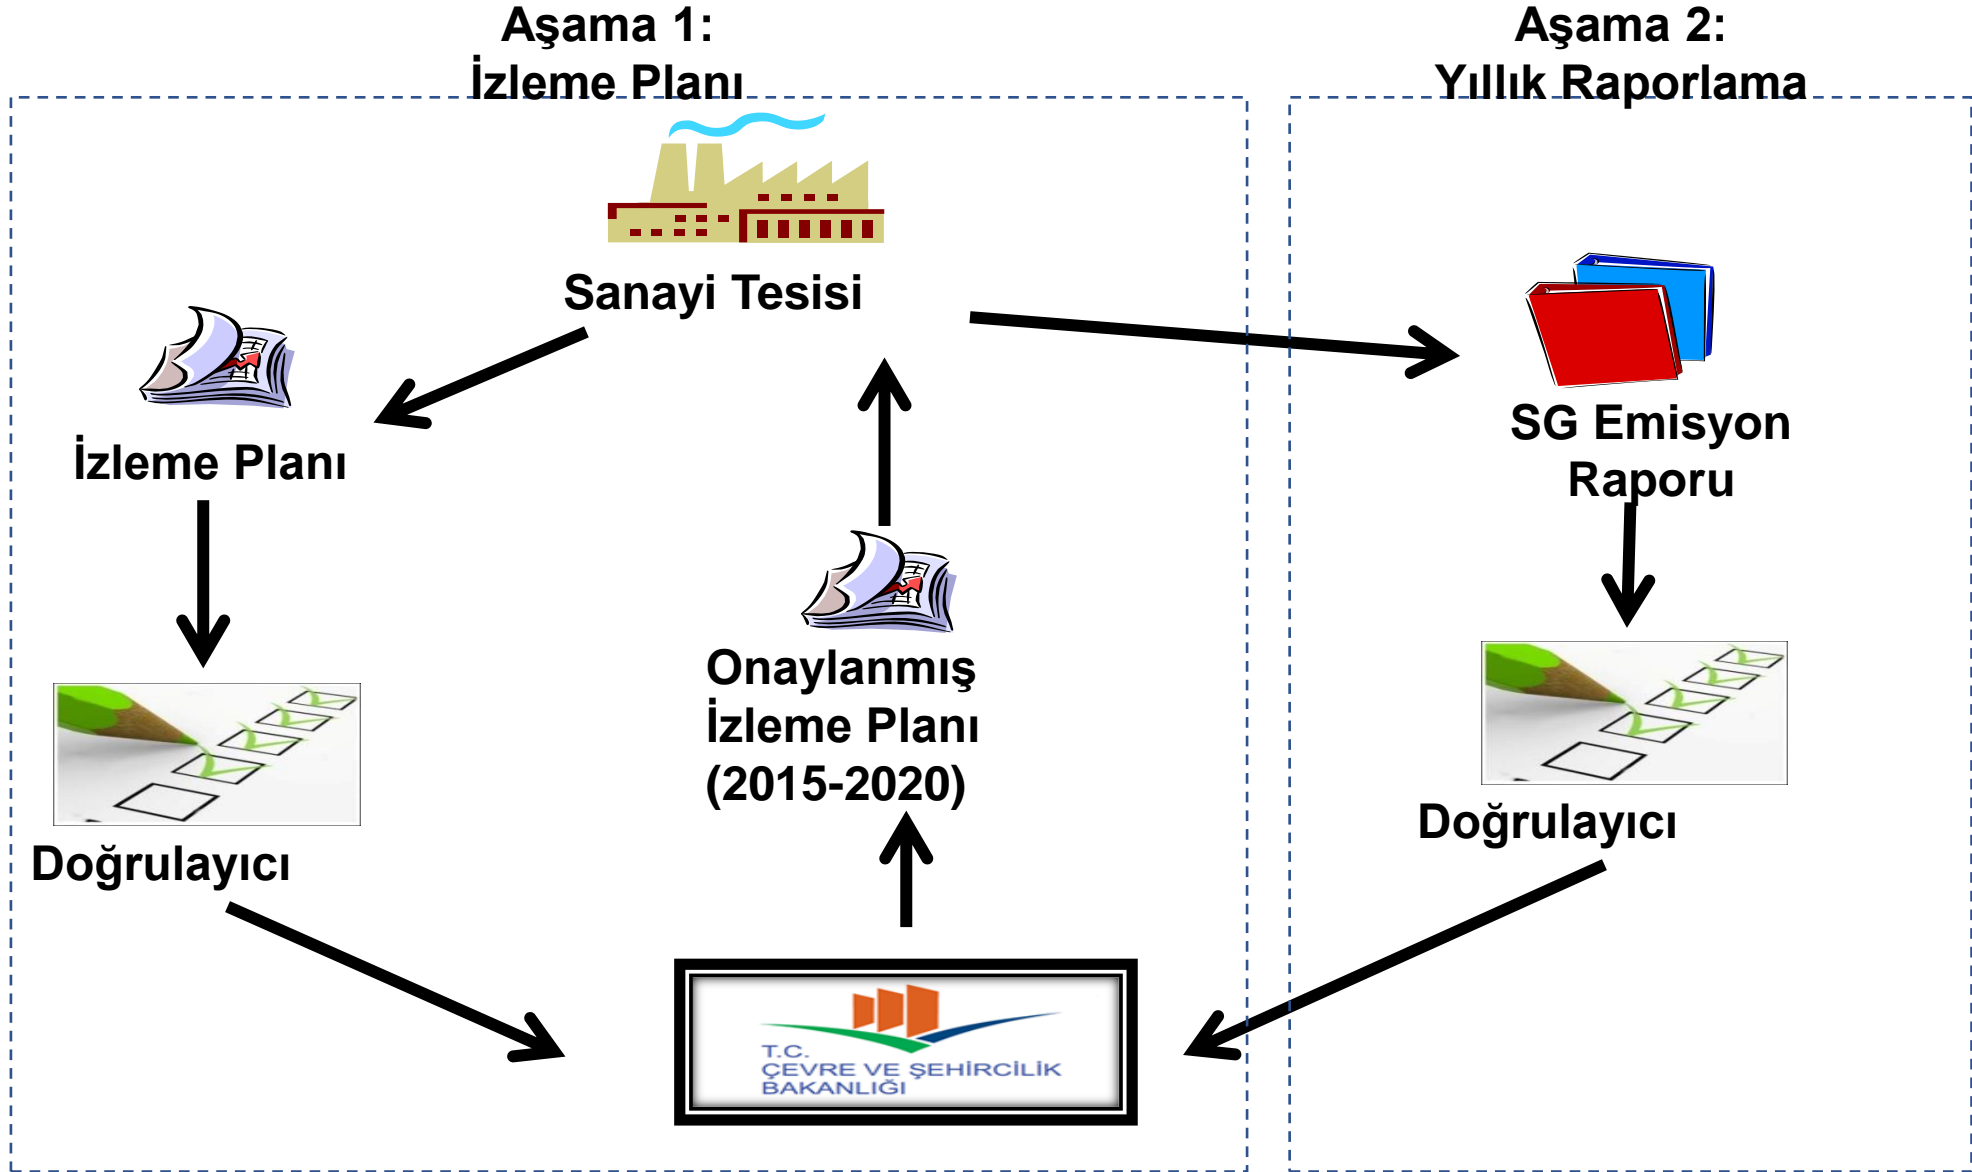 Aşama 1:
İzleme Planı
Aşama 2:
Yıllık Raporlama
Sanayi Tesisi
İzleme Planı
SG Emisyon
Raporu
Onaylanmış
İzleme Planı
(2015-2020)
Doğrulayıcı
Doğrulayıcı
T.C.
ÇEVRE VE ŞEHİRCİLİK
BAKANLIĞI